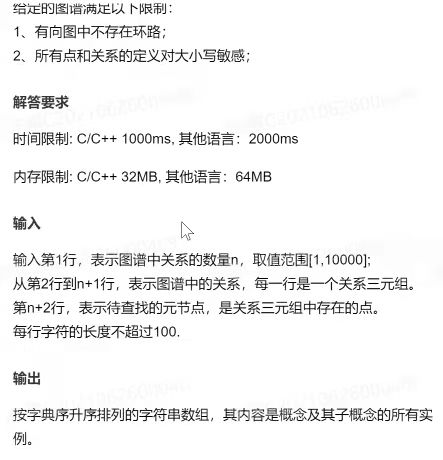 给定的图谱满足以下限制：
1、有向图中不存在环路；
2、所有点和关系的定义对大小写敏感；
解答要求
时间限制: C/C++ 1000ms, 其他语言：2000ms
内存限制: C/C++ 32MB, 其他语言：64MB
输入
输入第1行，表示图谱中关系的数量n，取值范围[1,10000];
从第2行到n+1行，表示图谱中的关系，每一行是一个关系三元组。
第n+2行，表示待查找的元节点，是关系三元组中存在的点。
每行字符的长度不超过100.
输出
按字典序升序排列的字符串数组，其内容是概念及其子概念的所有实
例。